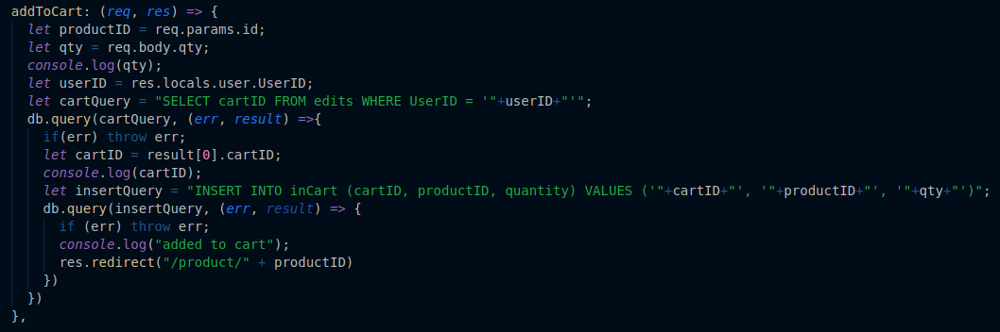 addToCart: (req, res) => {
  let productID = req.params.id;
  let qty = req.body.qty;
  console.log(qty);
  let userID = res.locals.user.UserID;
  let cartQuery = "SELECT cartID FROM edits WHERE UserID = '"+userID+"'";
  db.query(cartQuery, (err, result) =>{
    if(err) throw err;
    let cartID = result[0].cartID;
    console.log(cartID);
    let insertQuery = "INSERT INTO inCart (cartID, productID, quantity) VALUES ('"+cartID+"', '"+productID+"', '"+qty+"')";
    db.query(insertQuery, (err, result) => {
      if (err) throw err;
      console.log("added to cart");
      res.redirect("/product/" + productID)
    })
  })
},